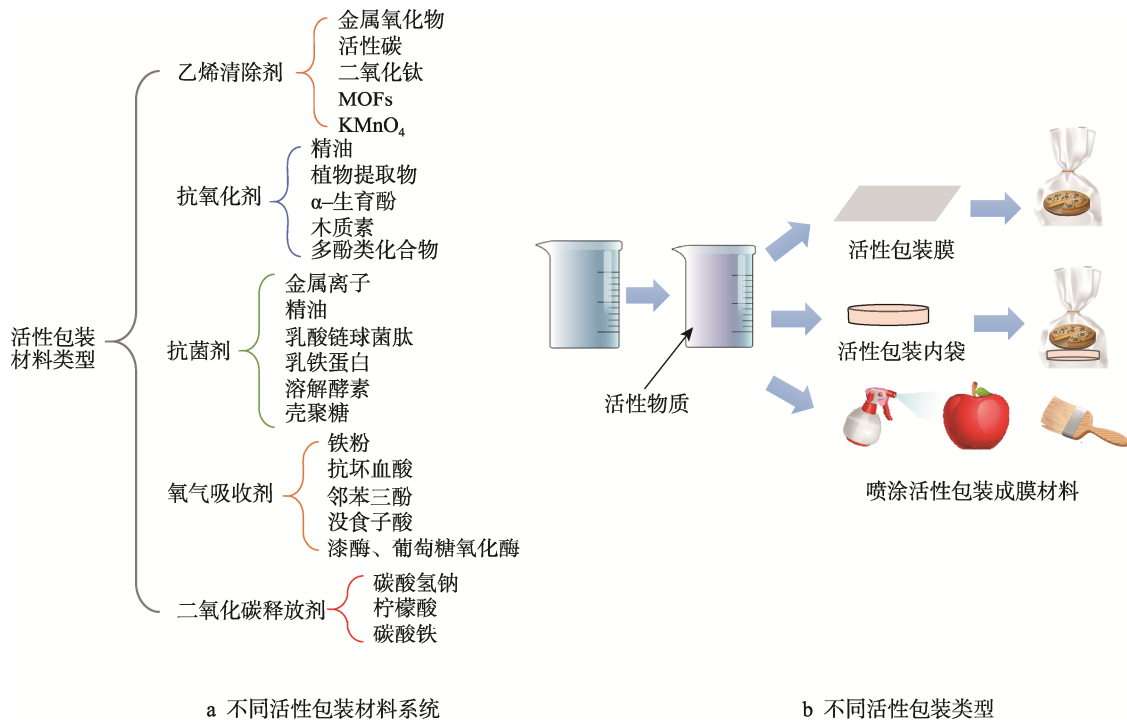 活性包装
材料类型
乙烯清除剂
金属氧化物
活性碳
二氧化钛
MOFs
KMnO₄
抗氧化剂
精油
植物提取物
α–生育酚
木质素
多酚类化合物
抗菌剂
金属离子
精油
乳酸链球菌肽
乳铁蛋白
溶解酵素
壳聚糖
氧气吸收剂
铁粉
抗坏血酸
邻苯三酚
没食子酸
漆酶、葡萄糖氧化酶
二氧化碳释放剂
碳酸氢钠
柠檬酸
碳酸铁
a 不同活性包装材料系统
活性物质
活性包装膜
活性包装内袋
喷涂活性包装成膜材料
b 不同活性包装类型